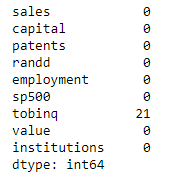 sales 0
capital 0
patents 0
randd 0
employment 0
sp500 0
tobinq 21
value 0
institutions 0
dtype: int64